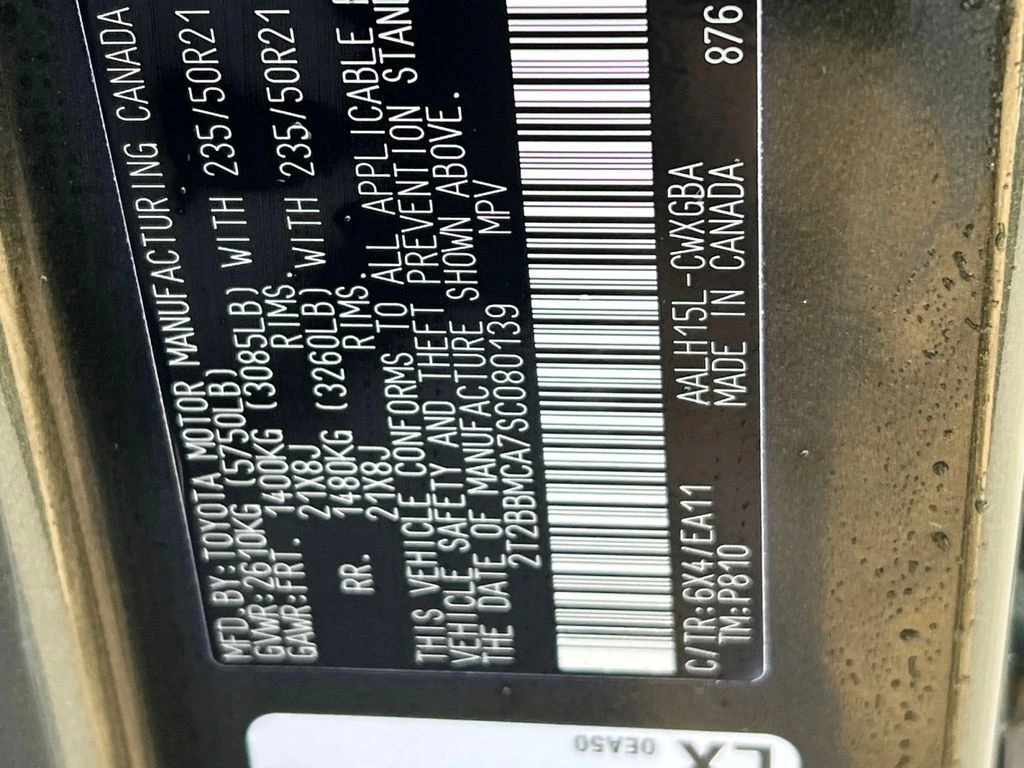 MFD.BY:TOYOTA MOTOR MANUFACTURING CANADA
GVWR:2610KG (5750LB)
GAWR:FRT. 1400KG (3085LB) WITH 235/50R21
21X8J RIMS.
RR. 1480KG (3260LB) WITH 235/50R21
21X8J RIMS.
THIS VEHICLE CONFORMS TO ALL APPLICABLE
VEHICLE SAFETY AND THEFT PREVENTION
THE DATE OF MANUFACTURE SHOWN ABOVE.
2T2BBMCA7SC080139 MPV
C/TR:6X4/EA11 AALH15L-CWXGBA
TM:P810 MADE IN CANADA. 876
0EA50